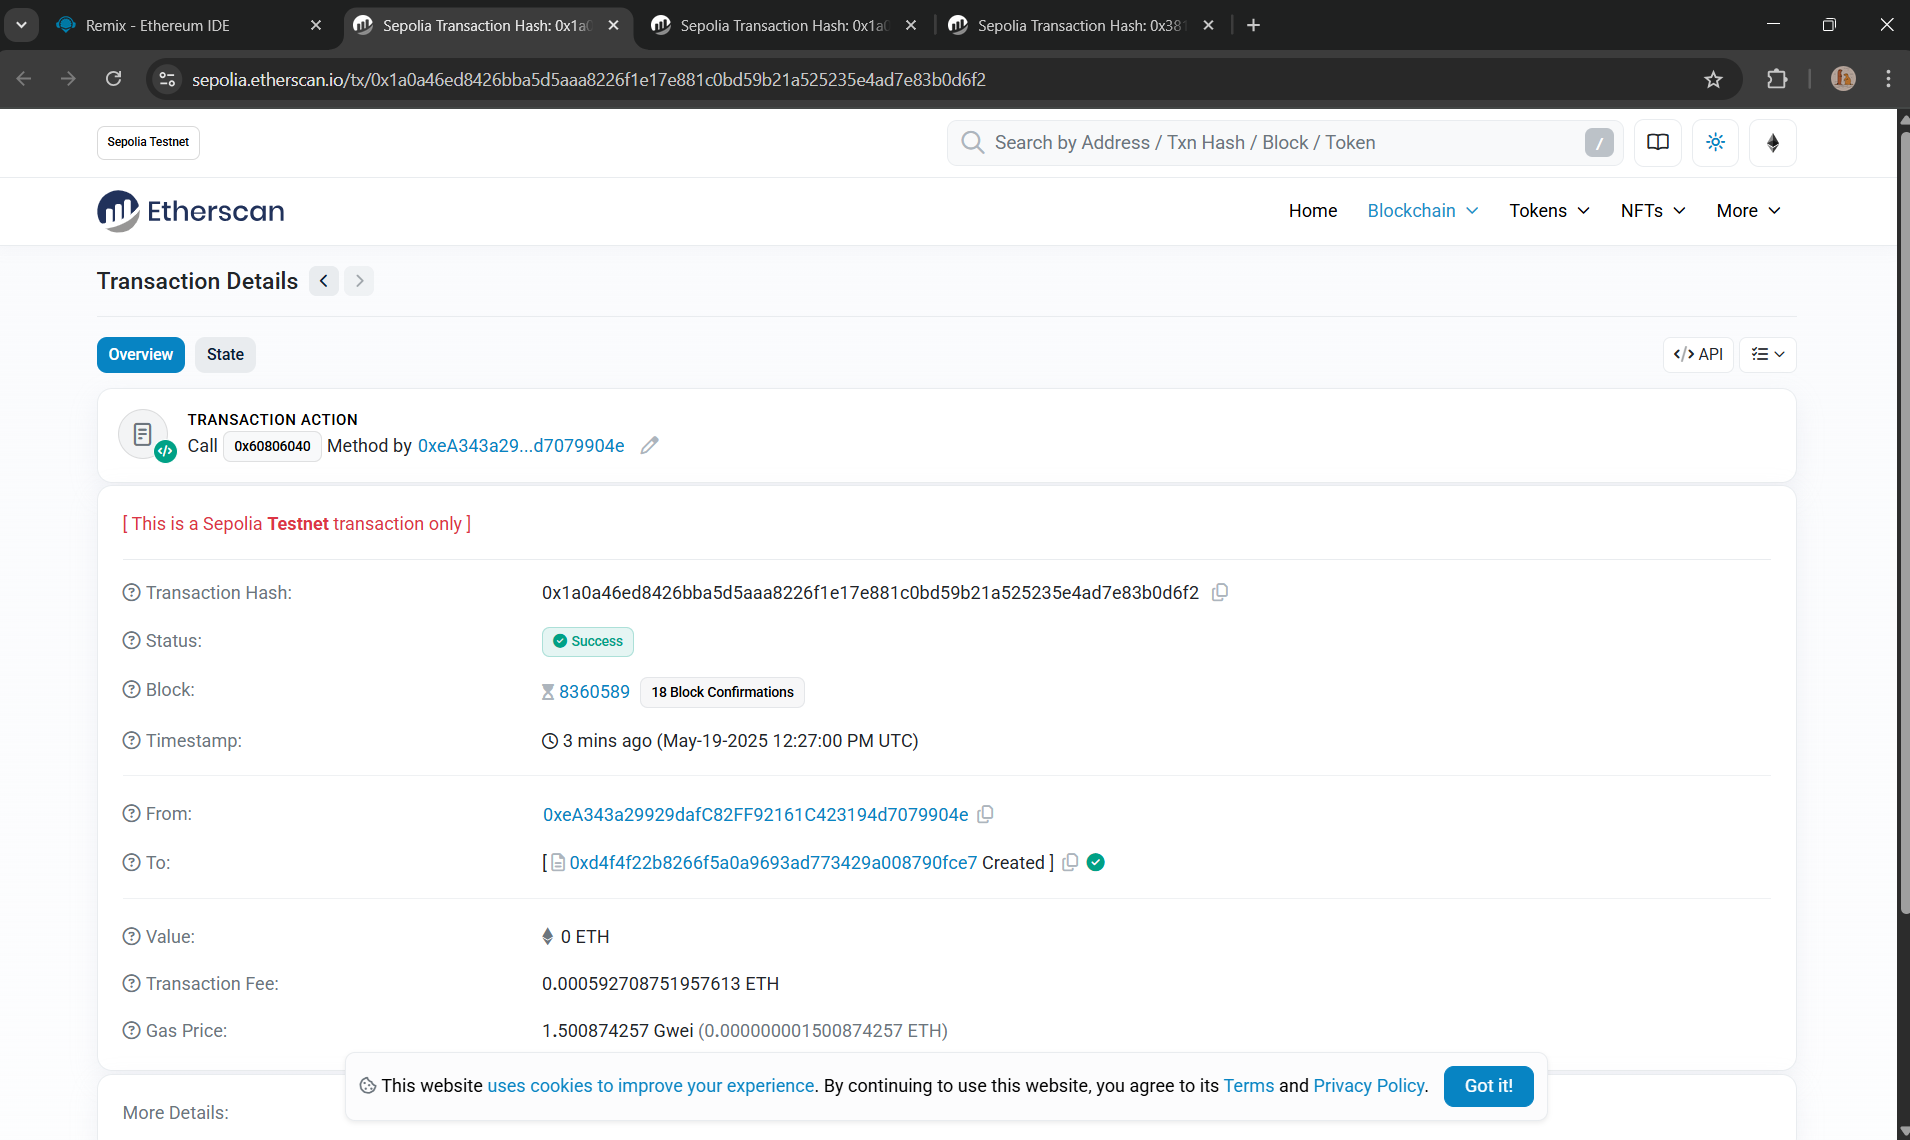 Remix - Ethereum IDE
Sepolia Transaction Hash: 0x1a0
Sepolia Transaction Hash: 0x1a0
Sepolia Transaction Hash: 0x381
sepolia.etherscan.io/tx/0x1a0a46ed8426bba5d5aaa8226f1e17e881c0bd59b21a525235e4ad7e83b0d6f2
Sepolia Testnet
Search by Address / Txn Hash / Block / Token
/
Etherscan
Home
Blockchain
Tokens
NFTs
More
Transaction Details
Overview
State
</> API
TRANSACTION ACTION
Call 0x60806040 Method by 0xeA343a29...d7079904e
[ This is a Sepolia Testnet transaction only ]
Transaction Hash: 0x1a0a46ed8426bba5d5aaa8226f1e17e881c0bd59b21a525235e4ad7e83b0d6f2
Status: Success
Block: 8360589 18 Block Confirmations
Timestamp: 3 mins ago (May-19-2025 12:27:00 PM UTC)
From: 0xeA343a29929dafC82FF92161C423194d7079904e
To: [ 0xd4f4f22b8266f5a0a9693ad773429a008790fce7 Created ]
Value: 0 ETH
Transaction Fee: 0.000592708751957613 ETH
Gas Price: 1.500874257 Gwei (0.000000001500874257 ETH)
This website uses cookies to improve your experience. By continuing to use this website, you agree to its Terms and Privacy Policy.
Got it!
More Details: